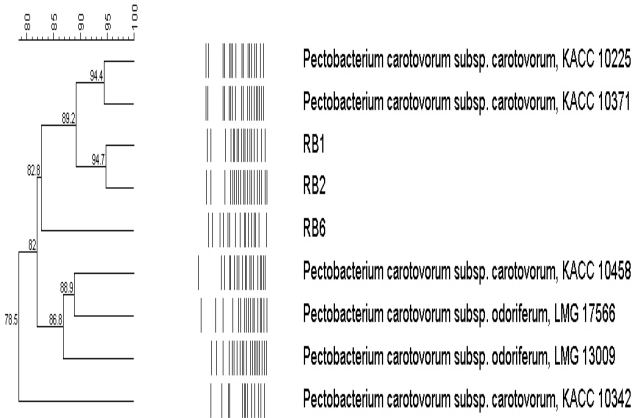 80 85 90 95 100
Pectobacterium carotovorum subsp. carotovorum, KACC 10225
94.4
Pectobacterium carotovorum subsp. carotovorum, KACC 10371
89.2
RB1
94.7
82.8
RB2
RB6
82
Pectobacterium carotovorum subsp. carotovorum, KACC 10458
88.9
78.5
86.8
Pectobacterium carotovorum subsp. odoriferum, LMG 17566
Pectobacterium carotovorum subsp. odoriferum, LMG 13009
Pectobacterium carotovorum subsp. carotovorum, KACC 10342